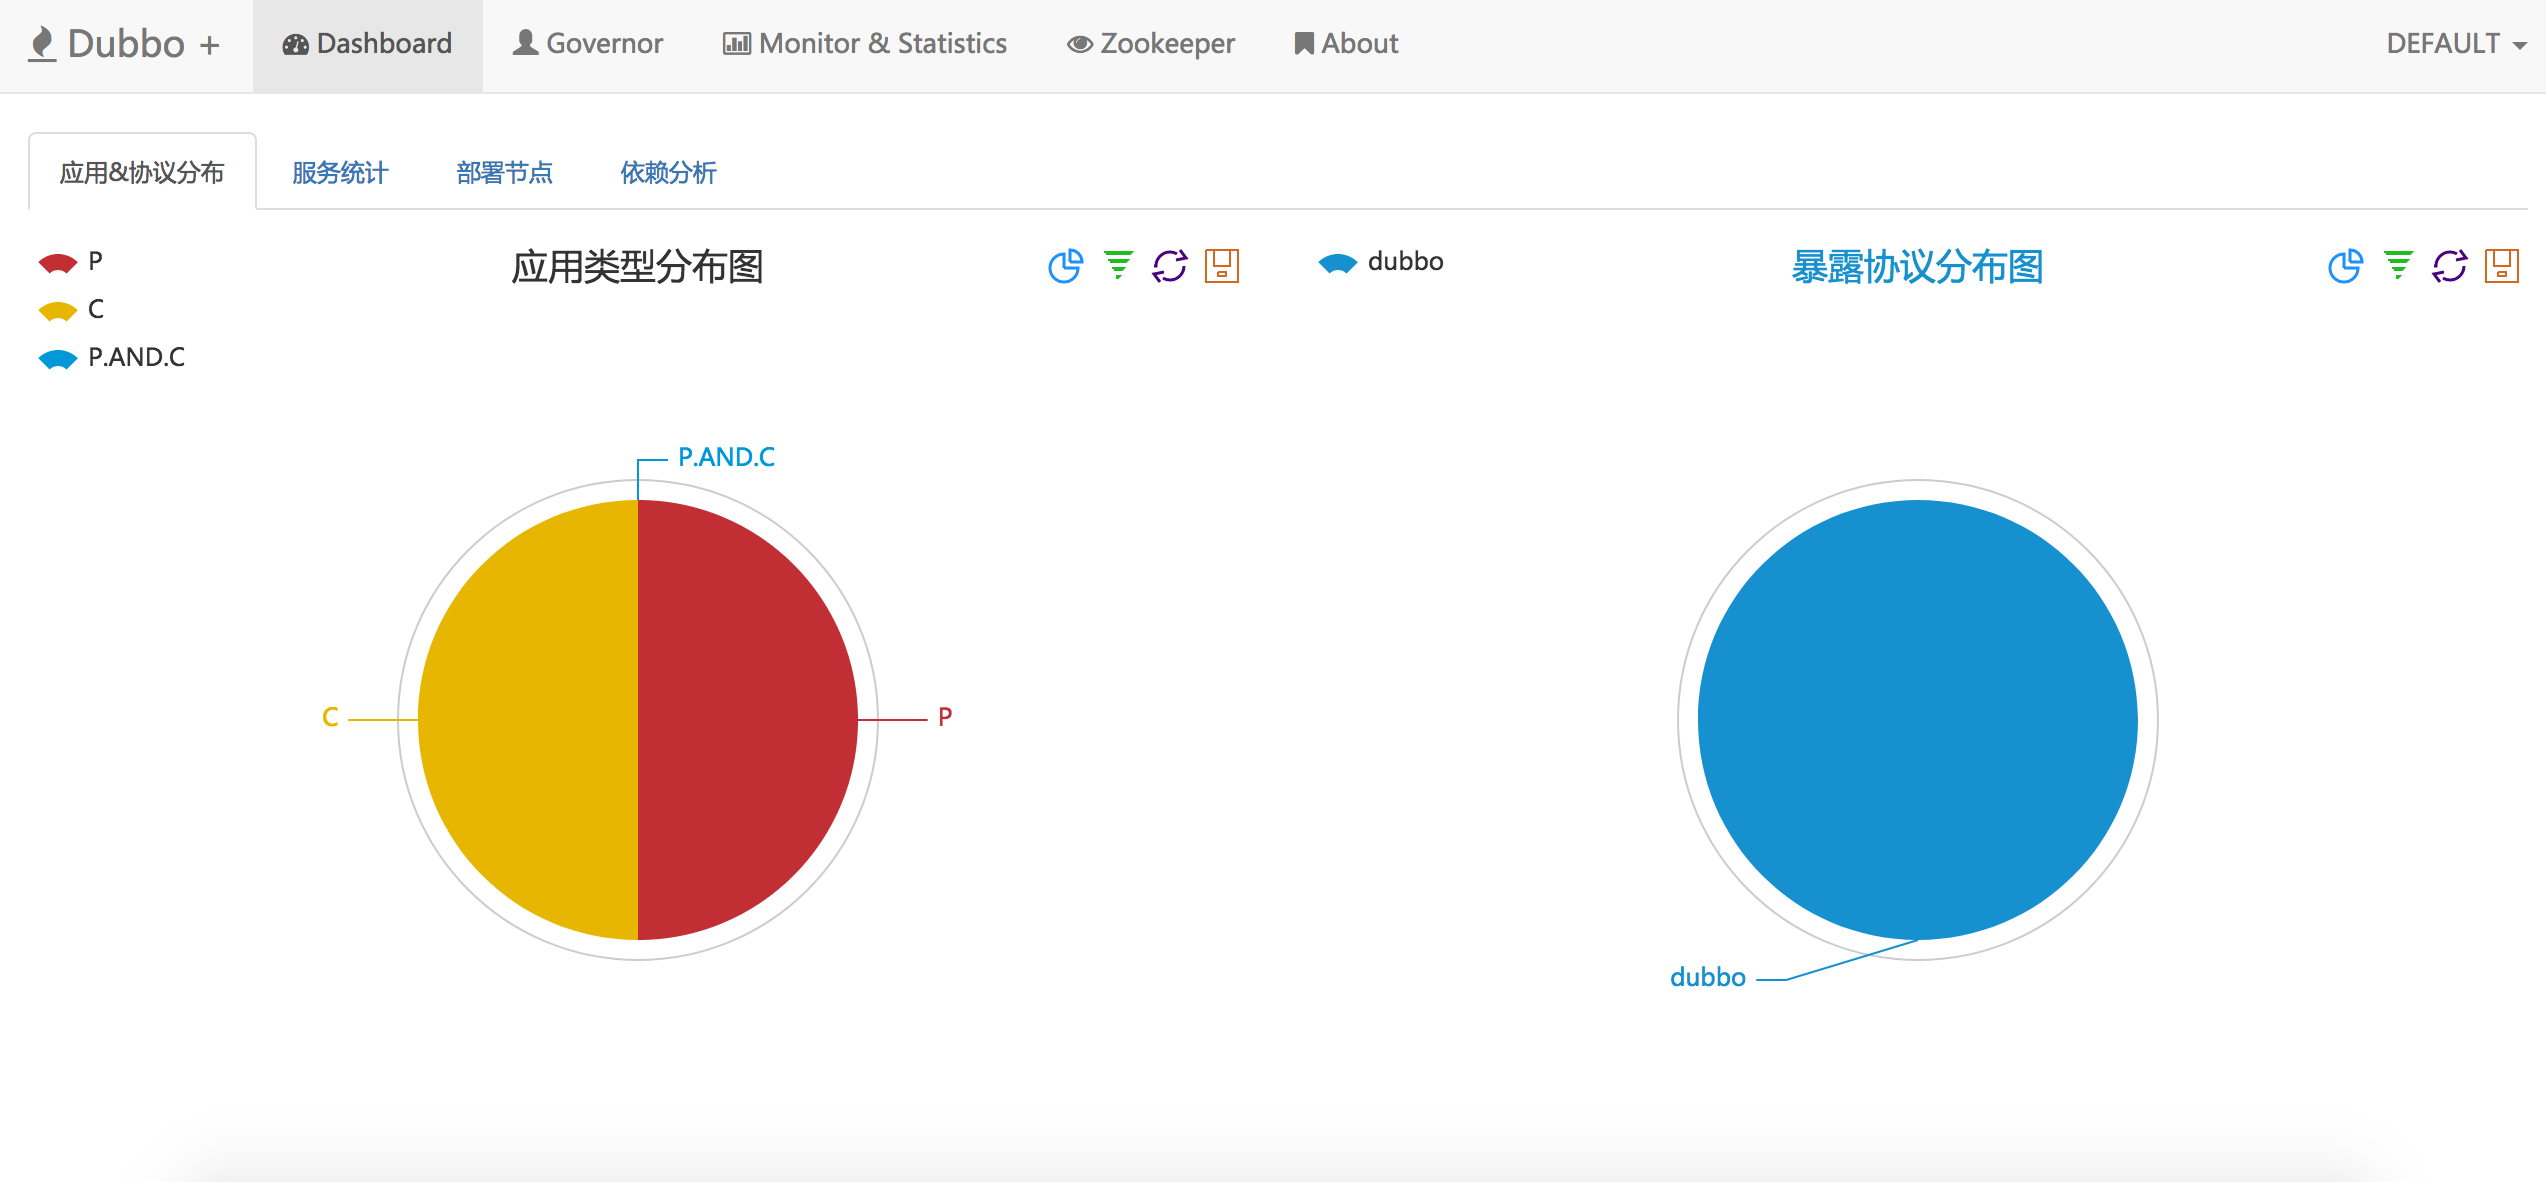 Dubbo + Dashboard Governor Monitor & Statistics Zookeeper About DEFAULT
应用&协议分布 服务统计 部署节点 依赖分析
P
C
P.AND.C
应用类型分布图
P.AND.C
C
P
dubbo
暴露协议分布图
dubbo